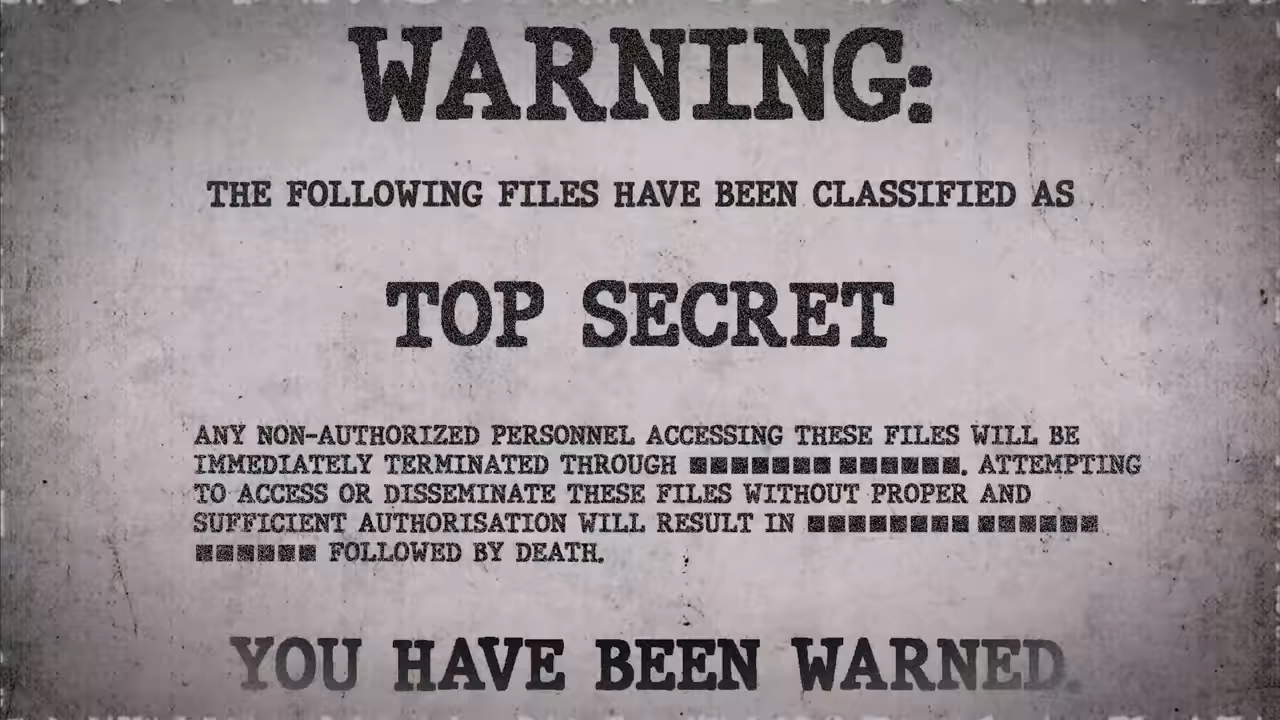 WARNING:
THE FOLLOWING FILES HAVE BEEN CLASSIFIED AS
TOP SECRET
ANY NON-AUTHORIZED PERSONNEL ACCESSING THESE FILES WILL BE
IMMEDIATELY TERMINATED THROUGH ■■■■■■■ ■■■■■■. ATTEMPTING
TO ACCESS OR DISSEMINATE THESE FILES WITHOUT PROPER AND
SUFFICIENT AUTHORISATION WILL RESULT IN ■■■■■■■■ ■■■■■■
■■■■■■ FOLLOWED BY DEATH.
YOU HAVE BEEN WARNED.